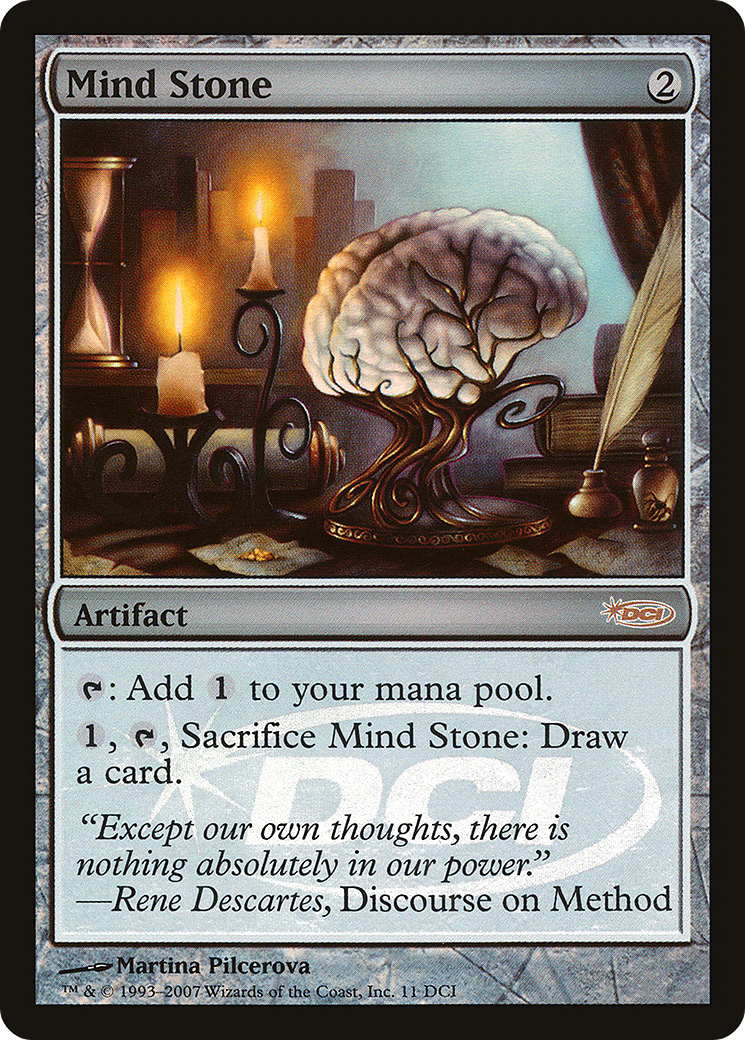 Mind Stone 2
Artifact DCI
: Add 1 to your mana pool.
1, , Sacrifice Mind Stone: Draw
a card.
DCI
“Except our own thoughts, there is
nothing absolutely in our power.”
—Rene Descartes, Discourse on Method
Martina Pilcerova
™ & © 1993–2007 Wizards of the Coast, Inc. 11 DCI